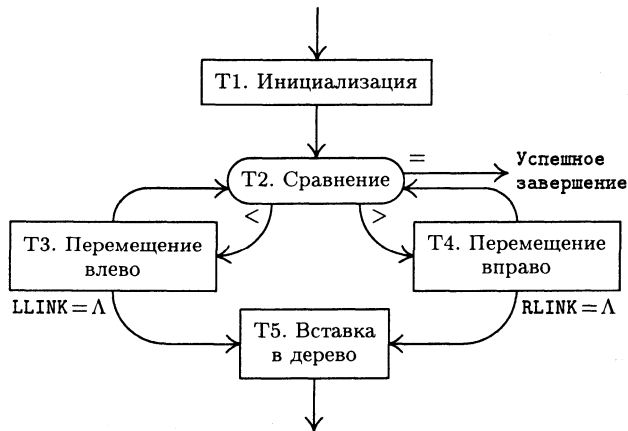 Т1. Инициализация
=
Успешное
завершение
Т2. Сравнение
<
>
Т3. Перемещение
влево
Т4. Перемещение
вправо
LLINK=Λ
RLINK=Λ
Т5. Вставка
в дерево